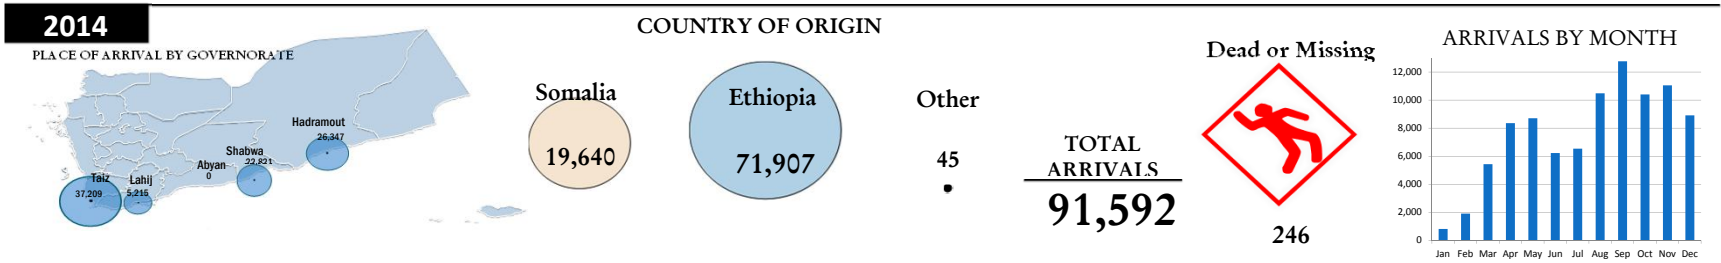 2014
PLACE OF ARRIVAL BY GOVERNORATE
Hadramout
26,347
Shabwa
22,821
Abyan
0
Taiz
37,209
Lahij
5,215
COUNTRY OF ORIGIN
Somalia
19,640
Ethiopia
71,907
Other
45
TOTAL
ARRIVALS
91,592
Dead or Missing
246
ARRIVALS BY MONTH
12,000
10,000
8,000
6,000
4,000
2,000
0
Jan Feb Mar Apr May Jun Jul Aug Sep Oct Nov Dec